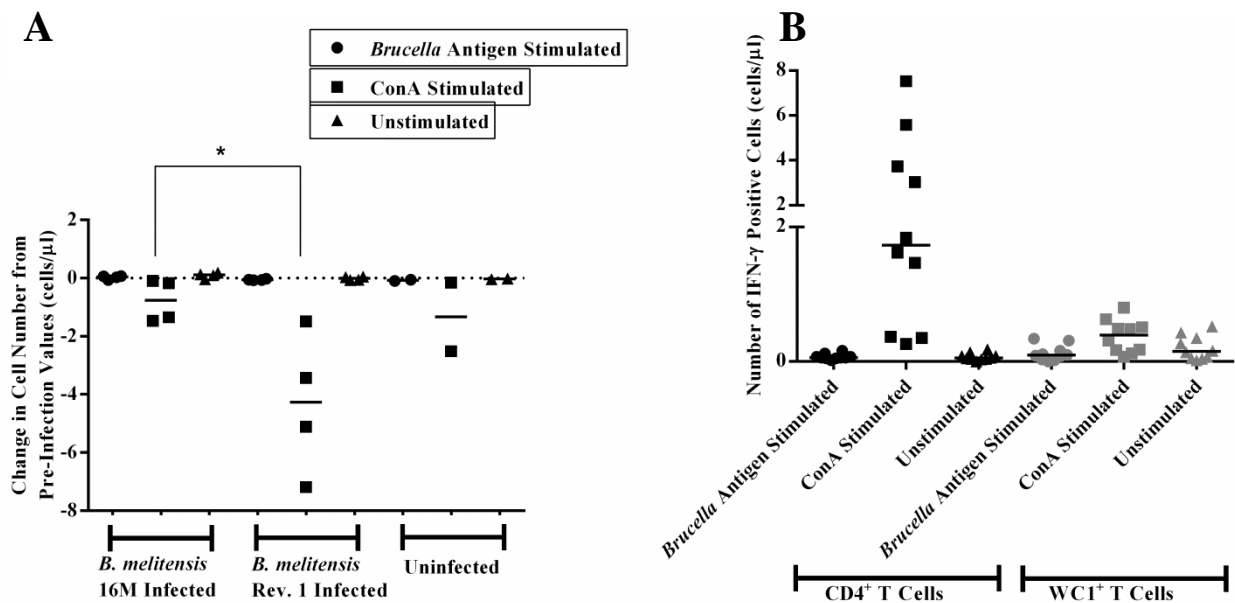 A
Brucella Antigen Stimulated
ConA Stimulated
Unstimulated
*
Change in Cell Number from
Pre-Infection Values (cells/µl)
2
0
-2
-4
-6
-8
B. melitensis
16M Infected
B. melitensis
Rev. 1 Infected
Uninfected
B
Number of IFN-γ Positive Cells (cells/µl)
8
6
4
2
2
0
Brucella Antigen Stimulated
ConA Stimulated
Unstimulated
Brucella Antigen Stimulated
ConA Stimulated
Unstimulated
CD4⁺ T Cells
WC1⁺ T Cells